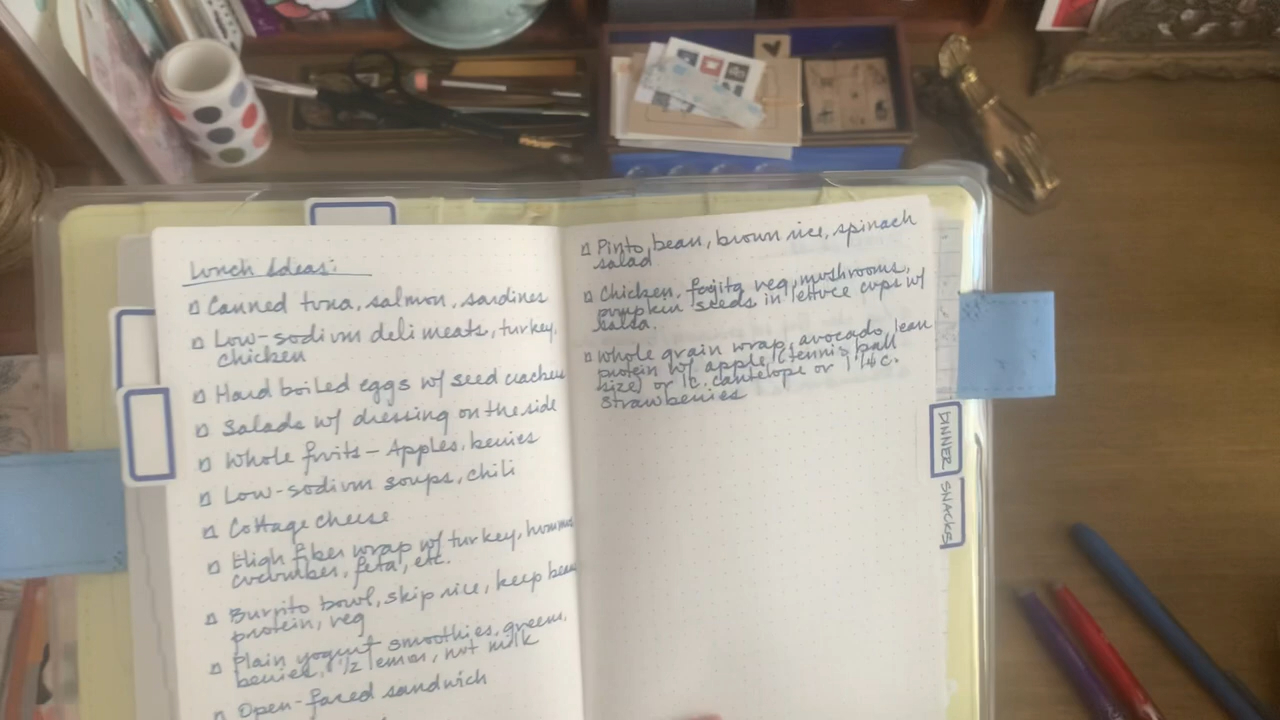 Lunch Ideas:
Canned tuna, salmon, sardines
Low-sodium deli meats, turkey,
chicken
Hard boiled eggs w/ seed crackers
Salads w/ dressing on the side
Whole fruits - Apples, berries
Low-sodium soups, chili
Cottage cheese
High fiber wrap w/ turkey, hummus
cucumber, feta, etc.
Burrito bowl, skip rice, keep bean
protein, veg
Plain yogurt smoothies, greens,
berries, 1/2 lemon, nut milk
Open-faced sandwich
Pinto bean, brown rice, spinach
salad
Chicken, fajita veg, mushrooms,
pumpkin seeds in lettuce cups w/
salsa.
Whole grain wrap, avocado, lean
protein w/ apple (tennis ball
size) or 1c. cantelope or 1 1/4 c.
strawberries
DINNER
SNACKS